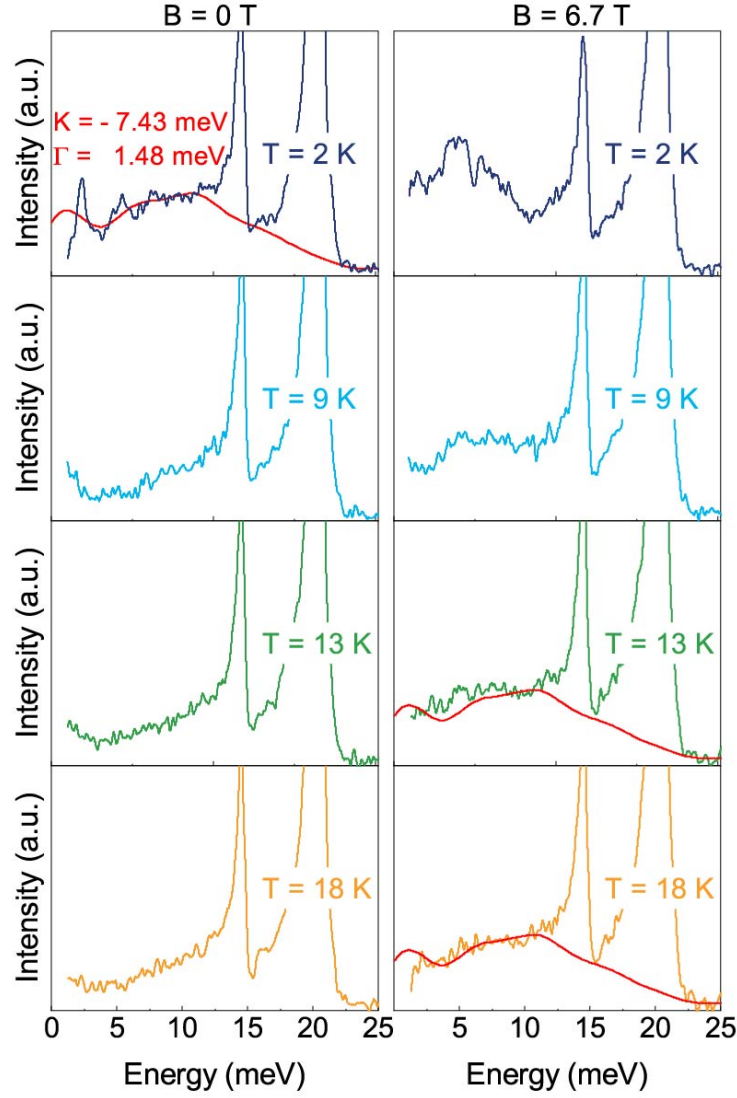 B = 0 T
B = 6.7 T
Intensity (a.u.)
K = - 7.43 meV
Γ = 1.48 meV
T = 2 K
T = 2 K
Intensity (a.u.)
T = 9 K
T = 9 K
Intensity (a.u.)
T = 13 K
T = 13 K
Intensity (a.u.)
T = 18 K
T = 18 K
0 5 10 15 20 25
5 10 15 20 25
Energy (meV)
Energy (meV)